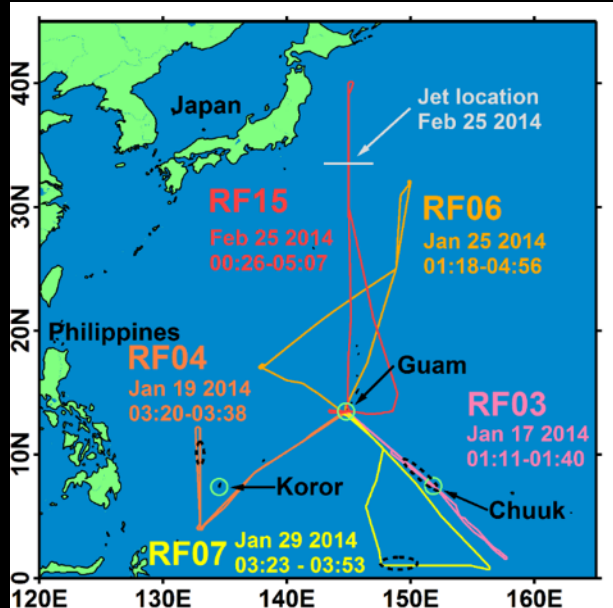 40N
Japan
Jet location
Feb 25 2014
30N
RF15
RF06
Feb 25 2014
00:26-05:07
Jan 25 2014
01:18-04:56
20N
Philippines
RF04
Guam
Jan 19 2014
03:20-03:38
RF03
Jan 17 2014
01:11-01:40
10N
Koror
Chuuk
RF07
Jan 29 2014
03:23 - 03:53
0
120E 130E 140E 150E 160E